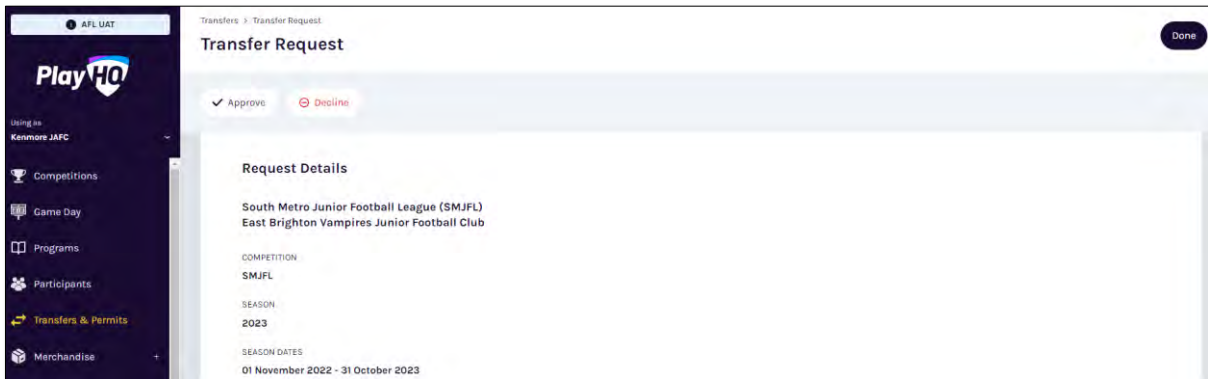 AFL UAT
PlayHQ
Using as
Kenmore JAFC
Competitions
Game Day
Programs
Participants
Transfers & Permits
Merchandise +
Transfers > Transfer Request
Transfer Request
Done
Approve
Decline
Request Details
South Metro Junior Football League (SMJFL)
East Brighton Vampires Junior Football Club
COMPETITION
SMJFL
SEASON
2023
SEASON DATES
01 November 2022 - 31 October 2023